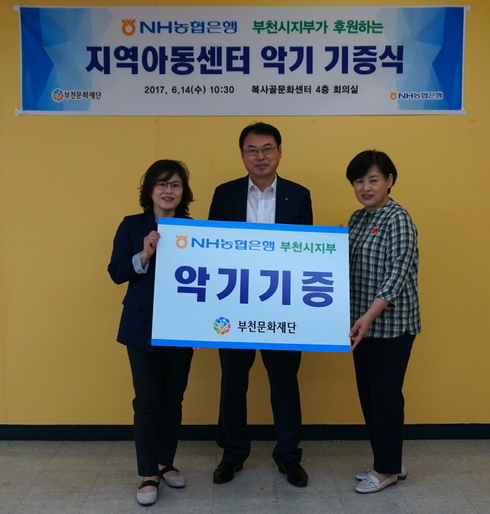 NH농협은행 부천시지부가 후원하는
지역아동센터 악기 기증식
부천문화재단 2017. 6.14(수) 10:30 복사골문화센터 4층 회의실 NH농협은행
NH농협은행 부천시지부
악기기증
부천문화재단